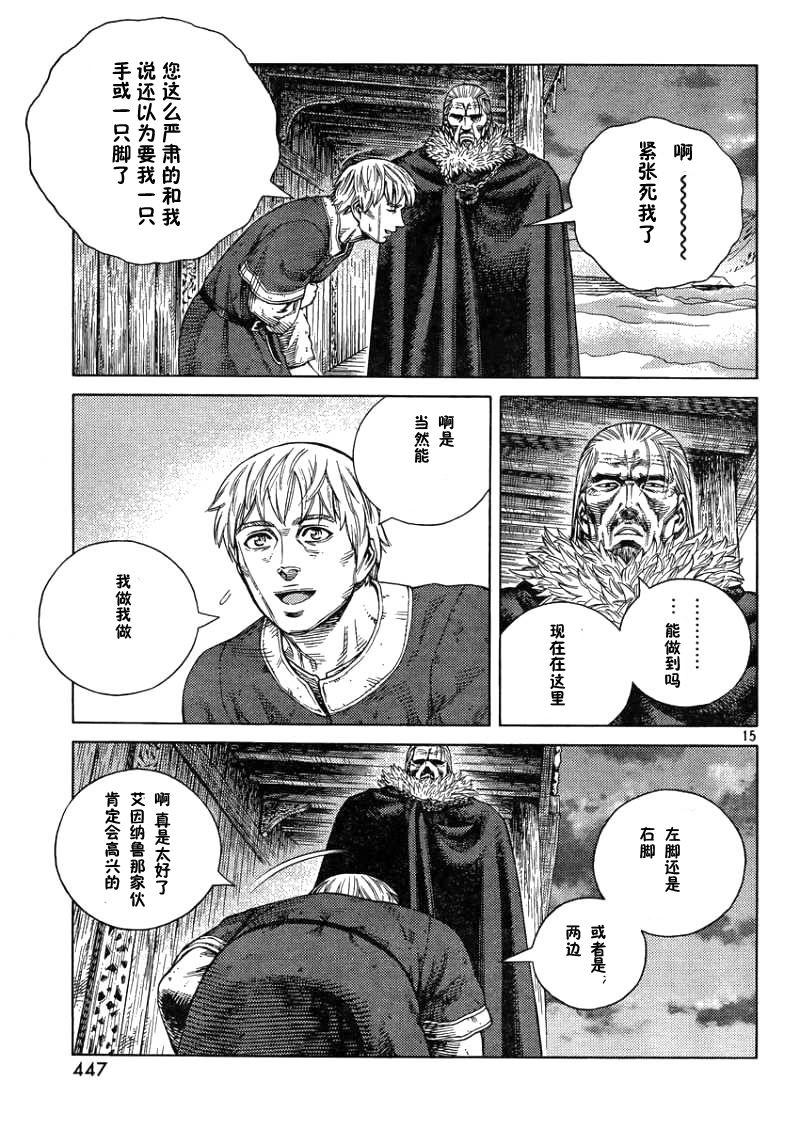 啊
紧张死我了
您这么严肃的和我
说还以为要我一只
手或一只脚了
…………
…能做到吗
现在在这里
啊是
当然能
我做我做
15
左脚还是
右脚
或者是
两边
啊 真是太好了
艾因纳鲁那家伙
肯定会高兴的
447